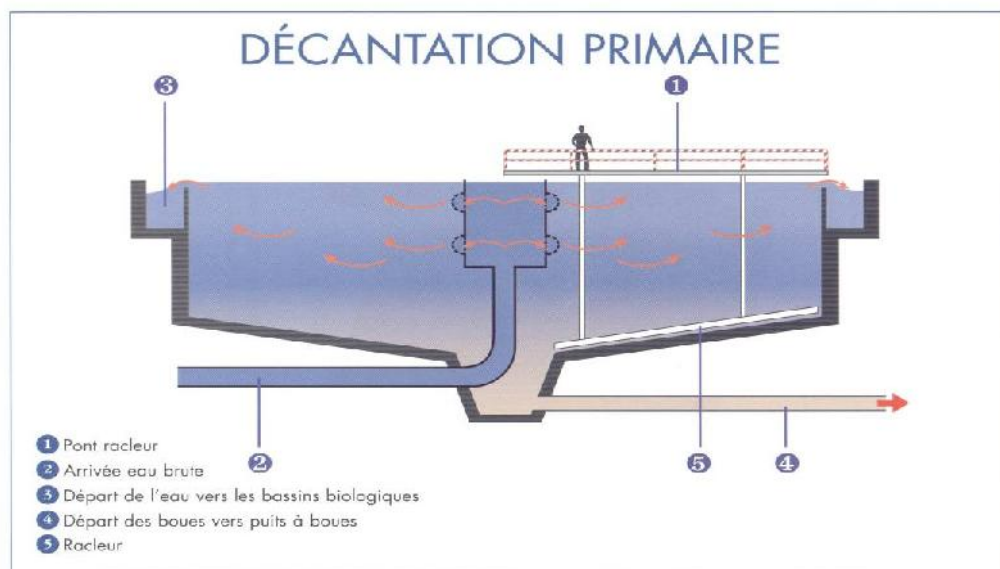 DÉCANTATION PRIMAIRE
3
1
2
5
4
1 Pont racleur
2 Arrivée eau brute
3 Départ de l'eau vers les bassins biologiques
4 Départ des boues vers puits à boues
5 Racleur